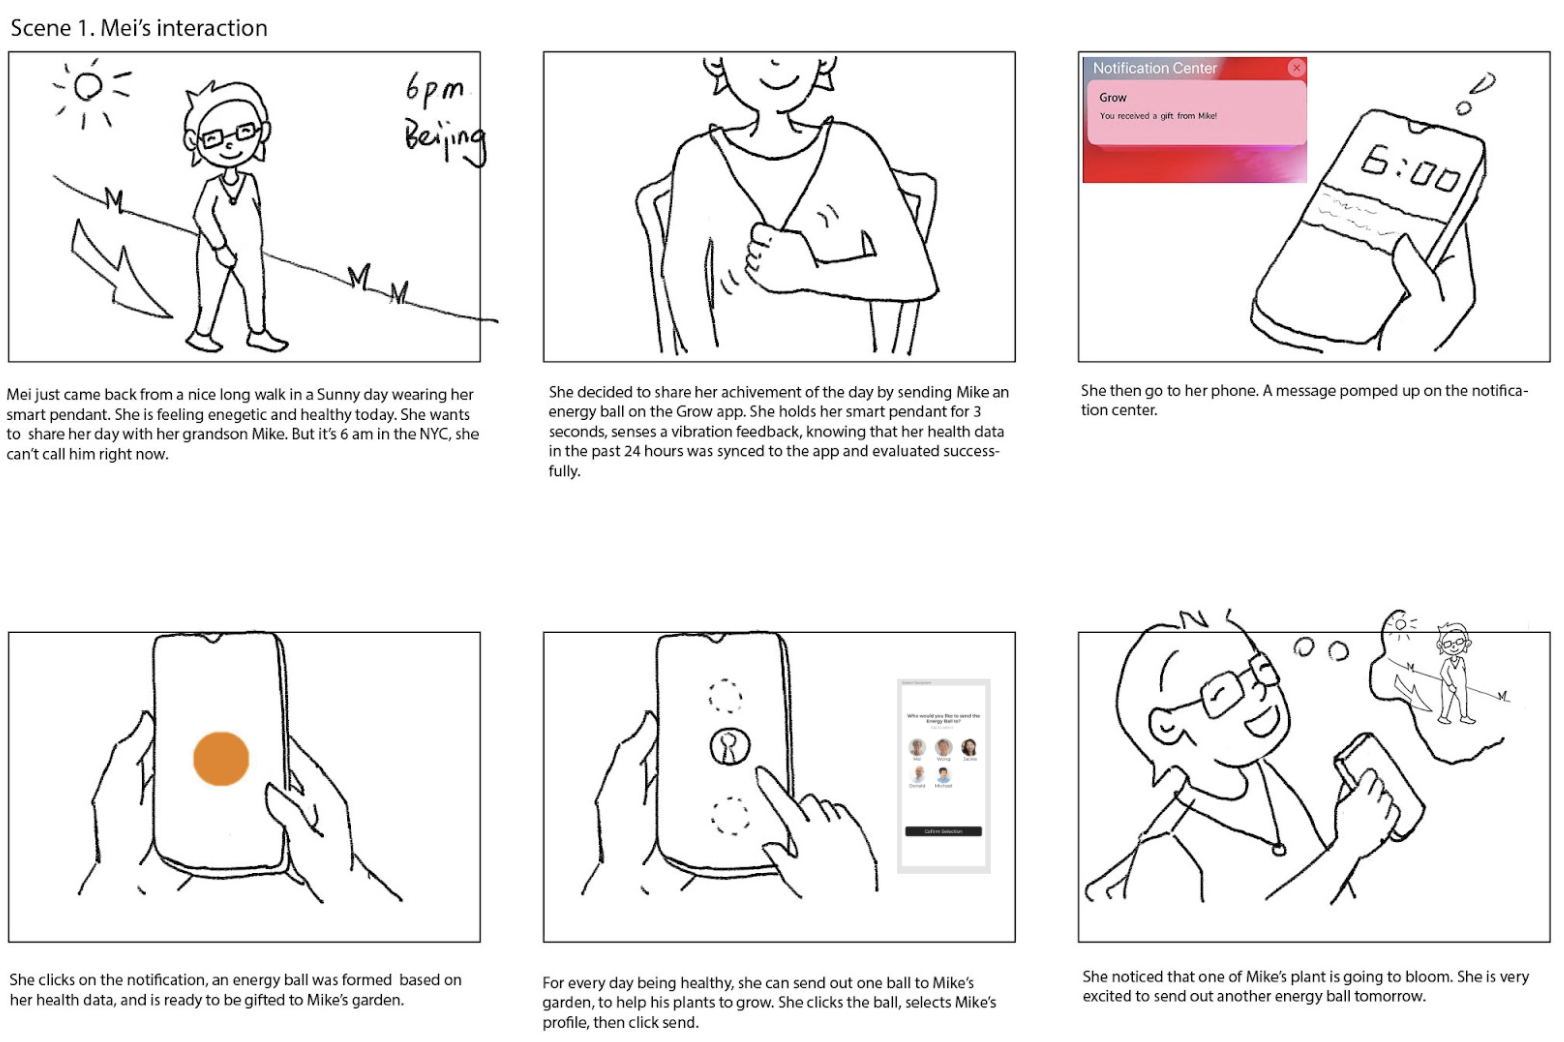 Scene 1. Mei's interaction
6pm
Beijing
Mei just came back from a nice long walk in a Sunny day wearing her
smart pendant. She is feeling enegetic and healthy today. She wants
to share her day with her grandson Mike. But it's 6 am in the NYC, she
can't call him right now.
She decided to share her achivement of the day by sending Mike an
energy ball on the Grow app. She holds her smart pendant for 3
seconds, senses a vibration feedback, knowing that her health data
in the past 24 hours was synced to the app and evaluated success-
fully.
Notification Center
Grow
You received a gift from Mike!
6:00
She then go to her phone. A message pomped up on the notifica-
tion center.
She clicks on the notification, an energy ball was formed based on
her health data, and is ready to be gifted to Mike's garden.
Who would you like to send the
Energy Ball to?
Mei
Wong
Jackie
Donald
Michael
Confirm Selection
For every day being healthy, she can send out one ball to Mike's
garden, to help his plants to grow. She clicks the ball, selects Mike's
profile, then click send.
She noticed that one of Mike's plant is going to bloom. She is very
excited to send out another energy ball tomorrow.